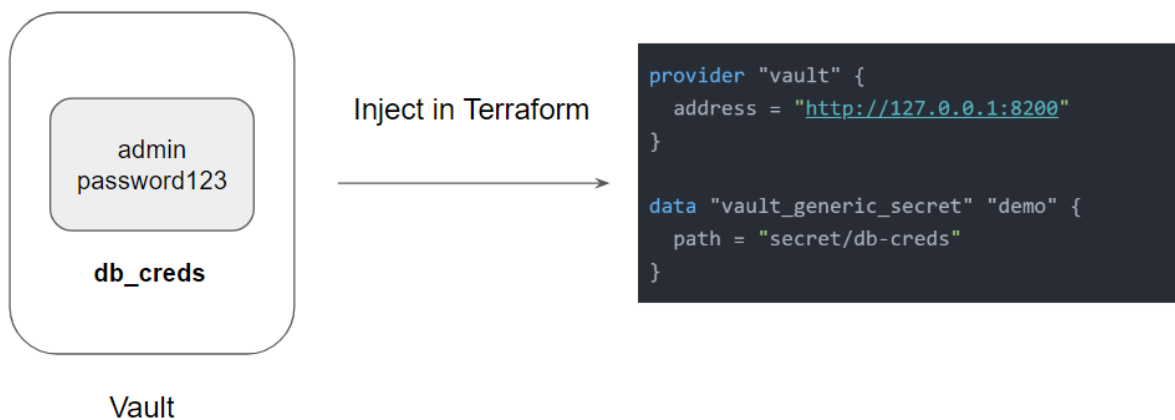 admin
password123
db_creds
Vault
Inject in Terraform
provider "vault" {
  address = "http://127.0.0.1:8200"
}

data "vault_generic_secret" "demo" {
  path = "secret/db-creds"
}